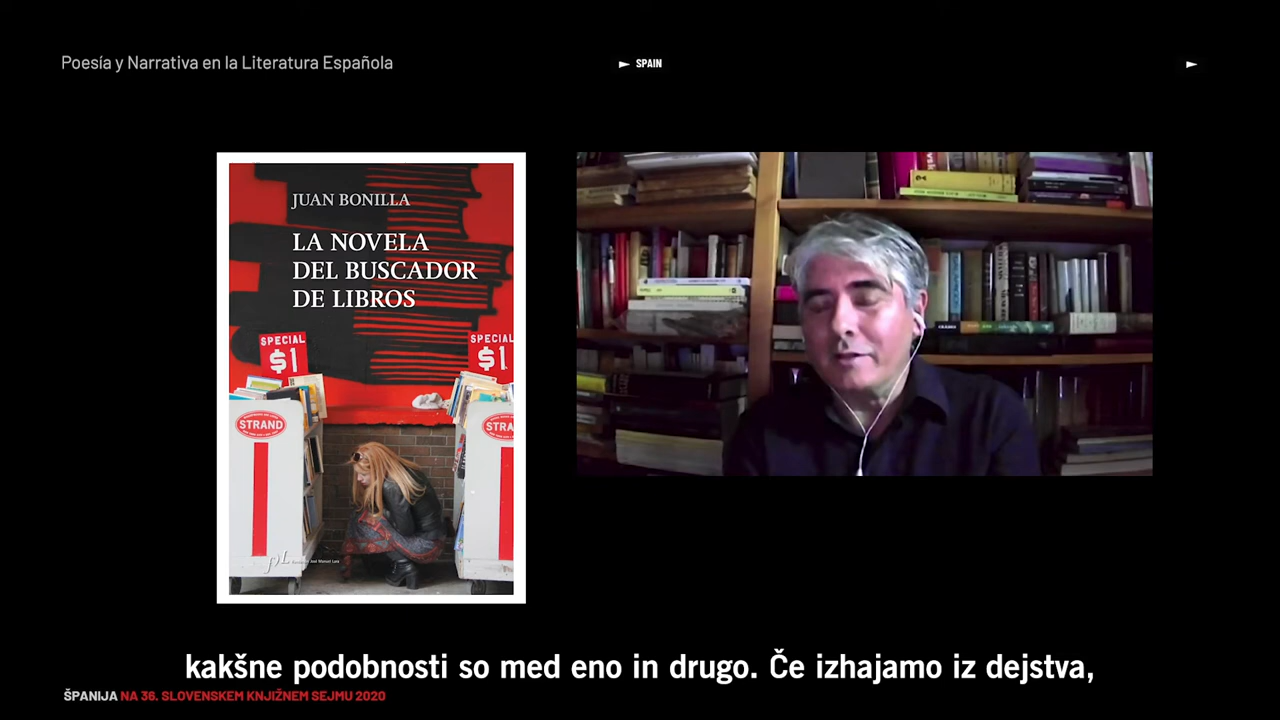 Poesía y Narrativa en la Literatura Española
SPAIN
JUAN BONILLA
LA NOVELA
DEL BUSCADOR
DE LIBROS
SPECIAL
$1
SPECIAL
$1
STRAND
STRA
kakšne podobnosti so med eno in drugo. Če izhajamo iz dejstva,
ŠPANIJA NA 36. SLOVENSKEM KNJIŽNEM SEJMU 2020